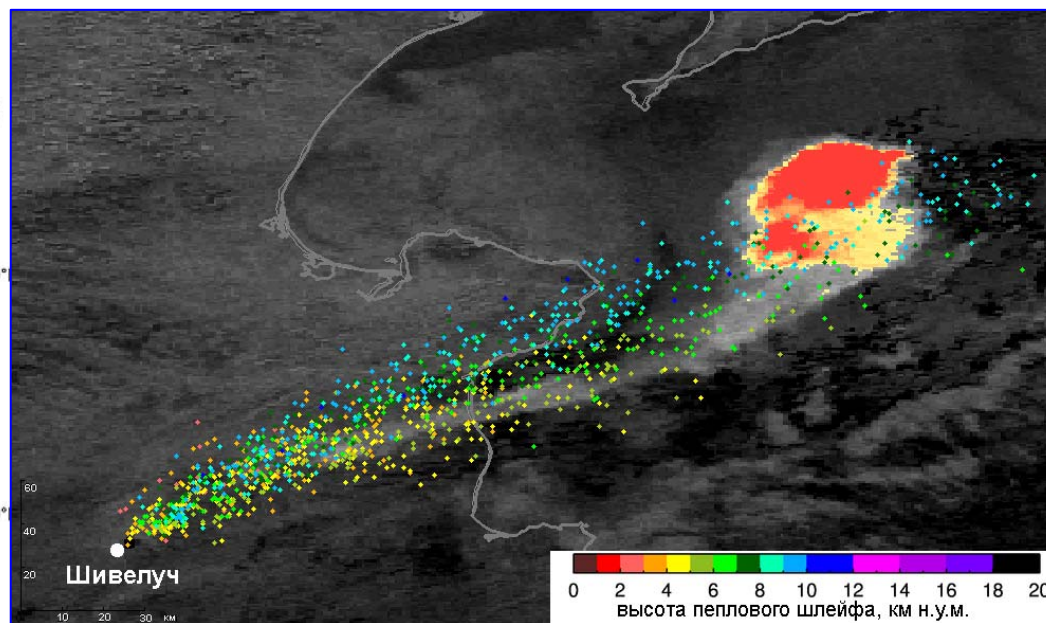 60
40
20
Шивелуч
10 20 30 км
0 2 4 6 8 10 12 14 16 18 20
высота пеплового шлейфа, км н.у.м.